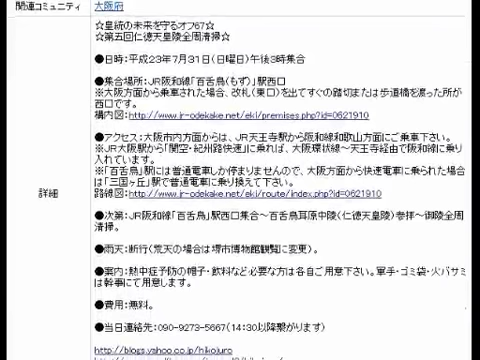 関連コミュニティ 大阪府
☆皇統の未来を守るオフ67☆
☆第五回仁徳天皇陵全周清掃☆
●日時:平成23年7月31日(日曜日)午後3時集合
●集合場所:JR阪和線「百舌鳥(もず)」駅西口
※大阪方面から乗車された場合、改札(東口)を出てすぐの踏切または歩道橋を渡った所が
西口です。
構内図:http://www.jr-odekake.net/eki/premises.php?id=0621910
●アクセス:大阪市内方面からは、JR天王寺駅から阪和線和歌山方面にご乗車下さい。
※JR大阪駅から「関空・紀州路快速」に乗れば、大阪環状線~天王寺経由で阪和線に乗り
入れています。
※「百舌鳥」駅には普通電車しか停まりませんので、大阪方面から快速電車に乗られた場合
は「三国ヶ丘」駅で普通電車に乗り換えて下さい。
詳細
路線図:http://www.jr-odekake.net/eki/route/index.php?id=0621910
●次第:JR阪和線「百舌鳥」駅西口集合~百舌鳥耳原中陵(仁徳天皇陵)参拝~御陵全周
清掃。
●雨天:断行(荒天の場合は堺市博物館観覧に変更)。
●案内:熱中症予防の帽子・飲料など必要な方は各自ご用意下さい。軍手・ゴミ袋・火バサミ
は幹事にて用意します。
●費用:無料。
●当日連絡先:090-9273-5667(14:30以降繋がります)
http://blogs.yahoo.co.jp/hikojuro